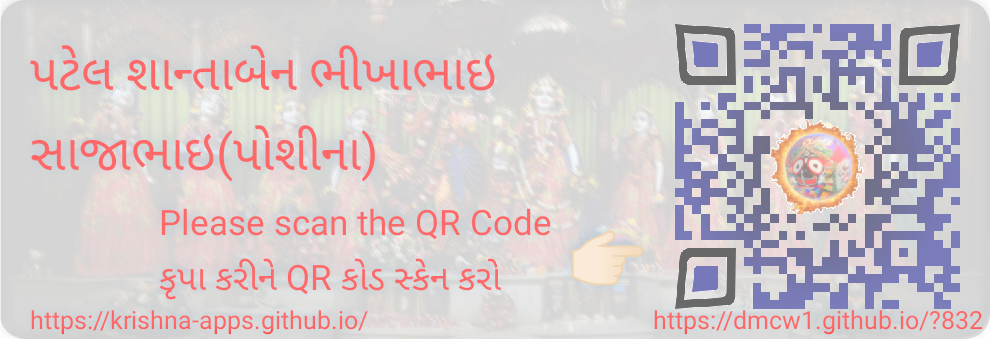 પટેલ શાન્તાબેન ભીખાભાઇ
સાજાભાઇ(પોશીના)
Please scan the QR Code
કૃપા કરીને QR કોડ સ્કેન કરો
https://krishna-apps.github.io/
https://dmcw1.github.io/?832